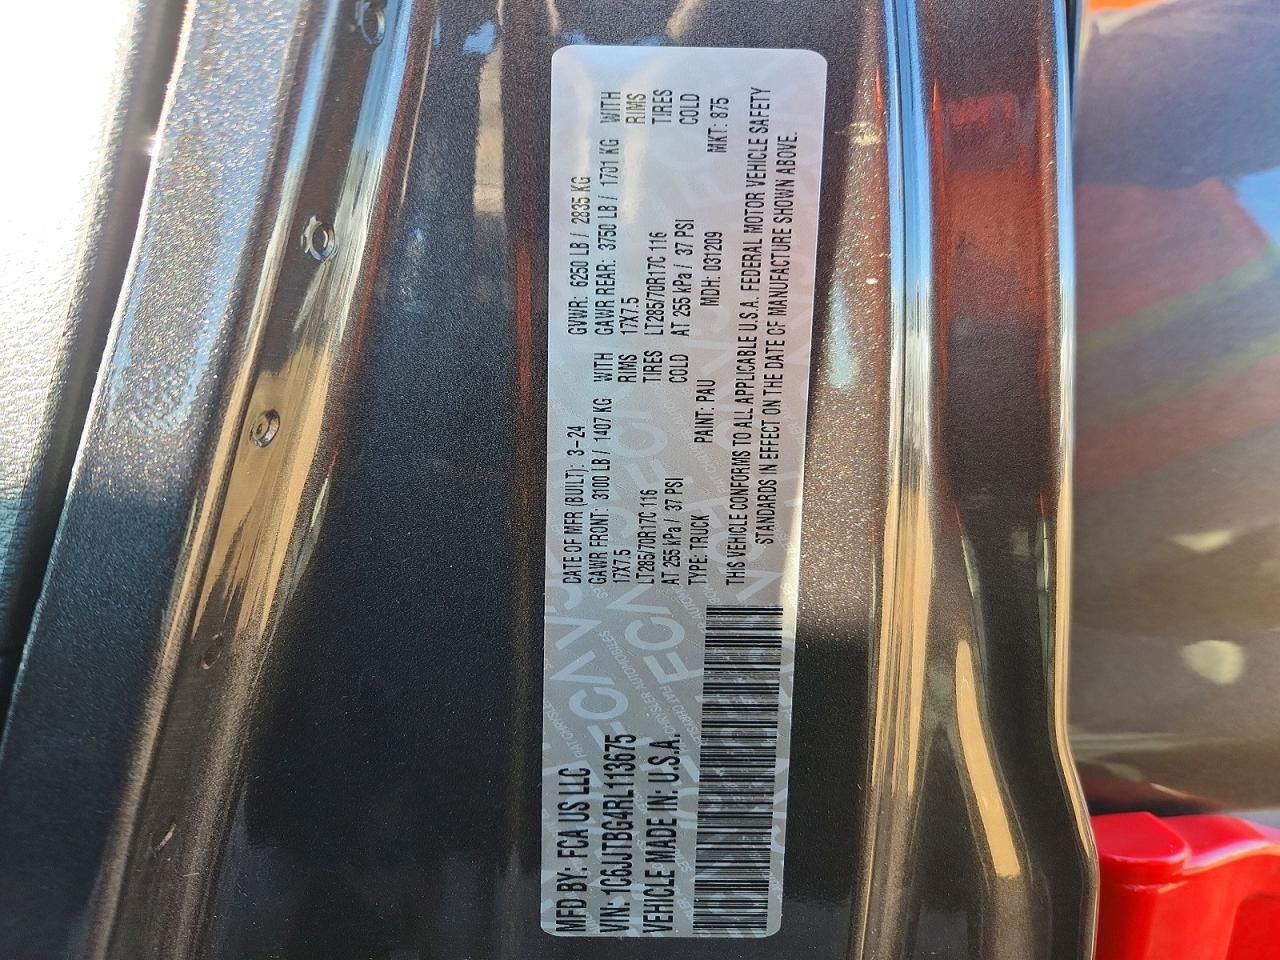 MFD BY: FCA US LLC
VIN: 1C6JJTBG4RL113675
VEHICLE MADE IN: U.S.A.
DATE OF MFR (BUILT): 3-24 GVWR: 6250 LB / 2835 KG
GAWR FRONT: 3100 LB / 1407 KG WITH GAWR REAR: 3750 LB / 1701 KG WITH
17X7.5 RIMS 17X7.5 RIMS
LT285/70R17C 116 TIRES LT285/70R17C 116 TIRES
AT 255 kPa / 37 PSI COLD AT 255 kPa / 37 PSI COLD
TYPE: TRUCK PAINT: PAU MDH: 031209 MKT: 875
THIS VEHICLE CONFORMS TO ALL APPLICABLE U.S.A. FEDERAL MOTOR VEHICLE SAFETY
STANDARDS IN EFFECT ON THE DATE OF MANUFACTURE SHOWN ABOVE.